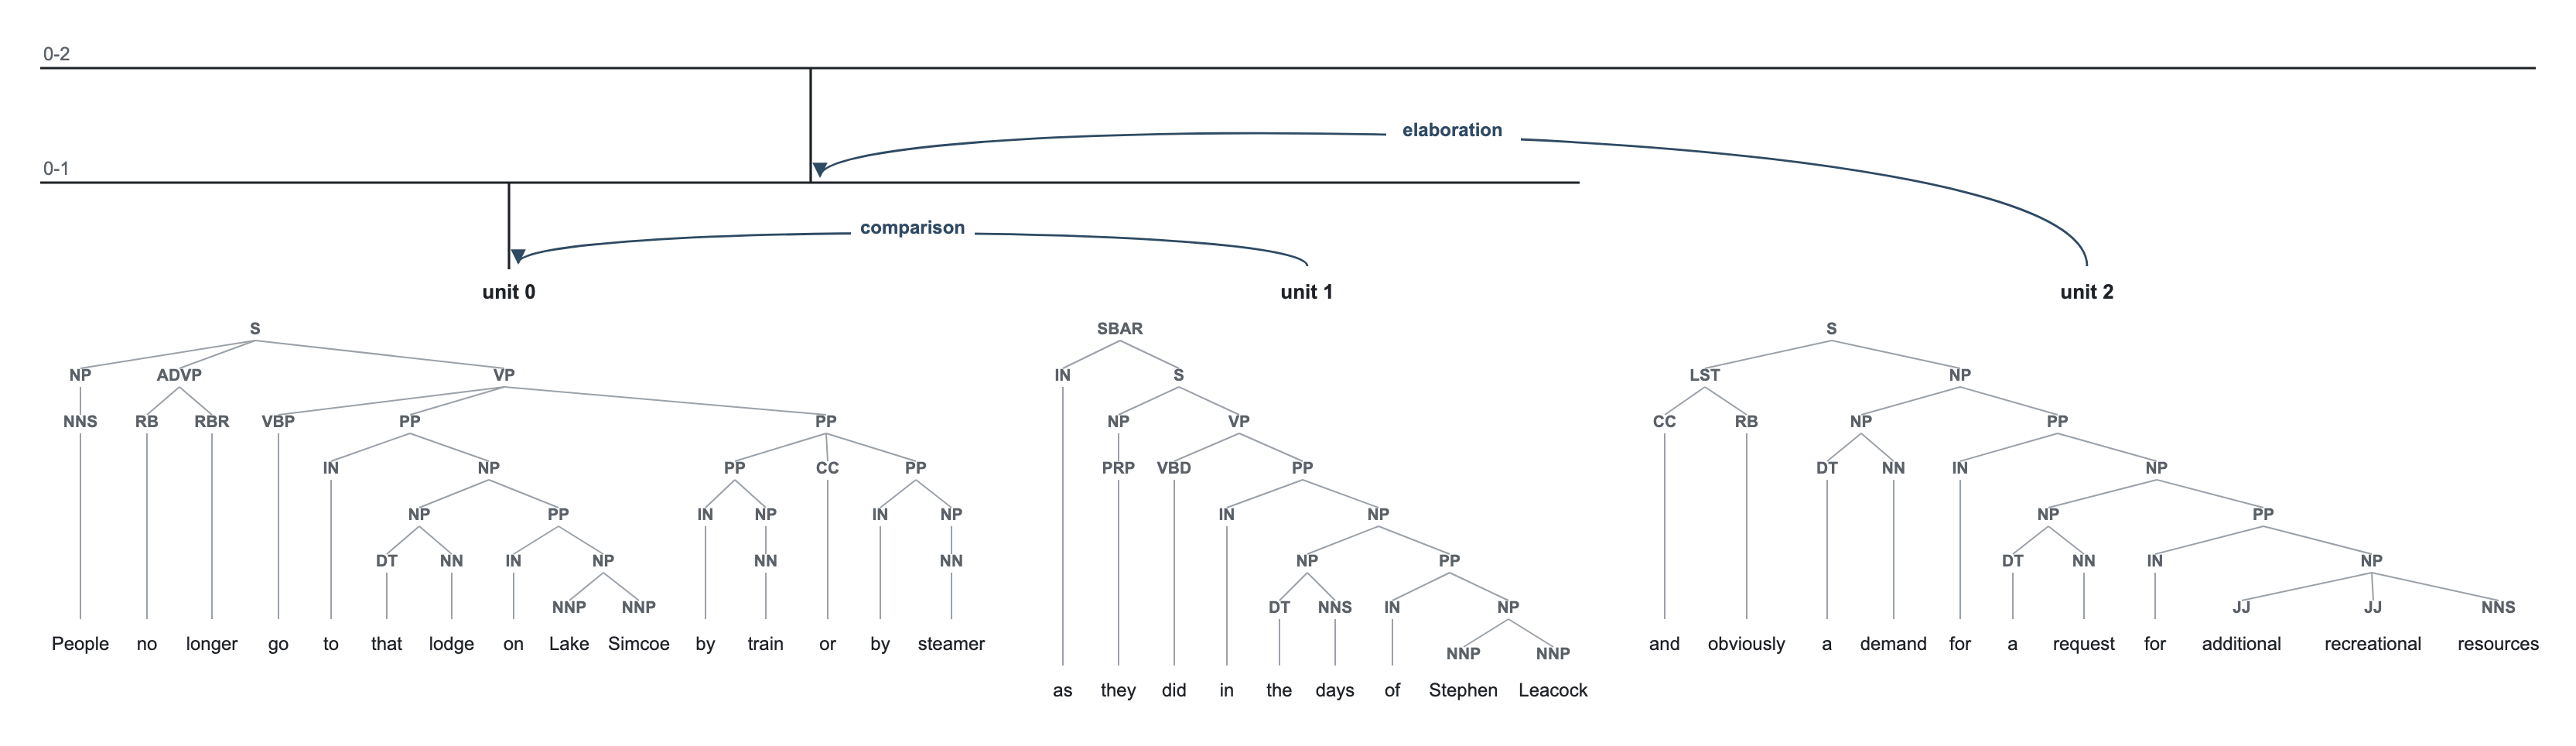 0-2
elaboration
0-1
comparison
unit 0 unit 1 unit 2
S SBAR S
NP ADVP VP IN S LST NP
NNS RB RBR VBP PP PP NP VP CC RB NP PP
IN NP PP CC PP PRP VBD PP DT NN IN NP
NP PP IN NP IN NP IN NP NP PP
DT NN IN NP NN NN NP PP DT NN IN NP
NNP NNP DT NNS IN NP JJ JJ NNS
People no longer go to that lodge on Lake Simcoe by train or by steamer and obviously a demand for a request for additional recreational resources
NNP NNP
as they did in the days of Stephen Leacock